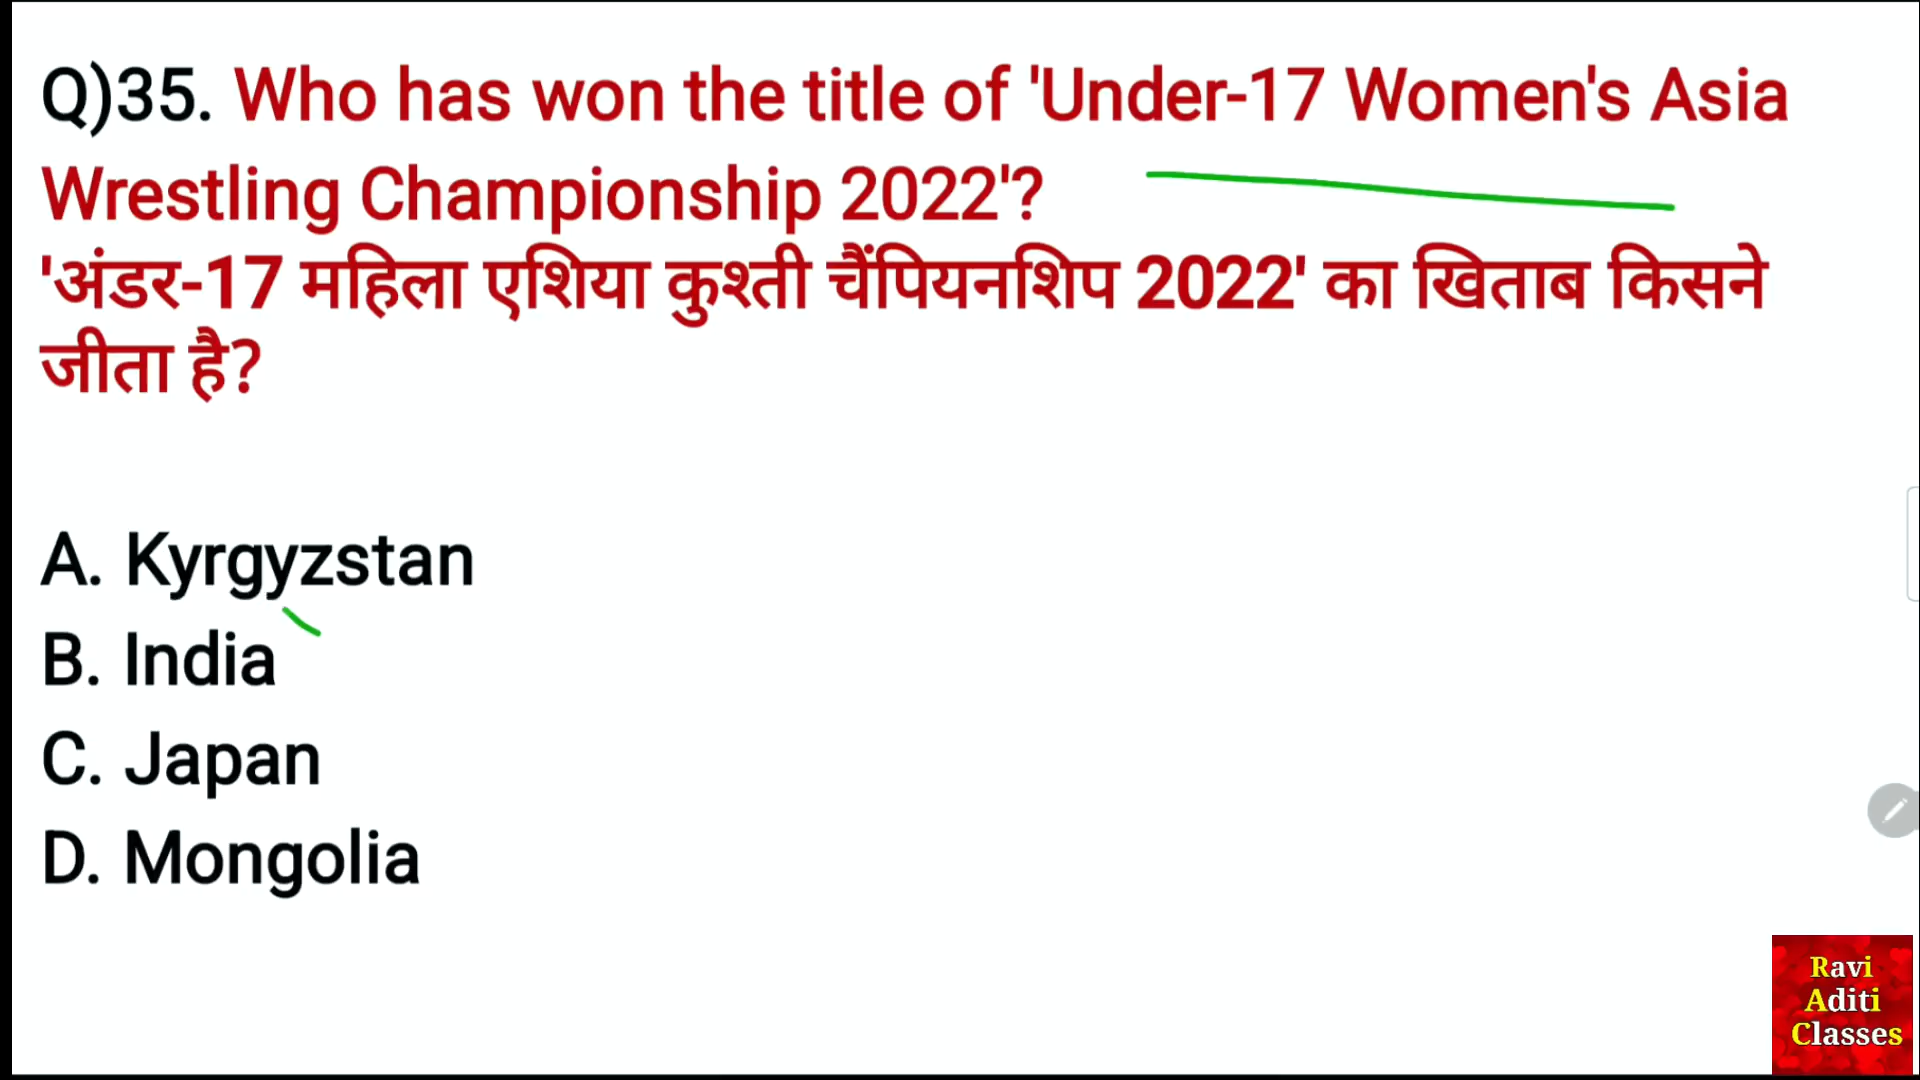 Q)35. Who has won the title of 'Under-17 Women's Asia
Wrestling Championship 2022'?
'अंडर-17 महिला एशिया कुश्ती चैंपियनशिप 2022' का खिताब किसने
जीता है?
A. Kyrgyzstan
B. India
C. Japan
D. Mongolia
Ravi
Aditi
Classes